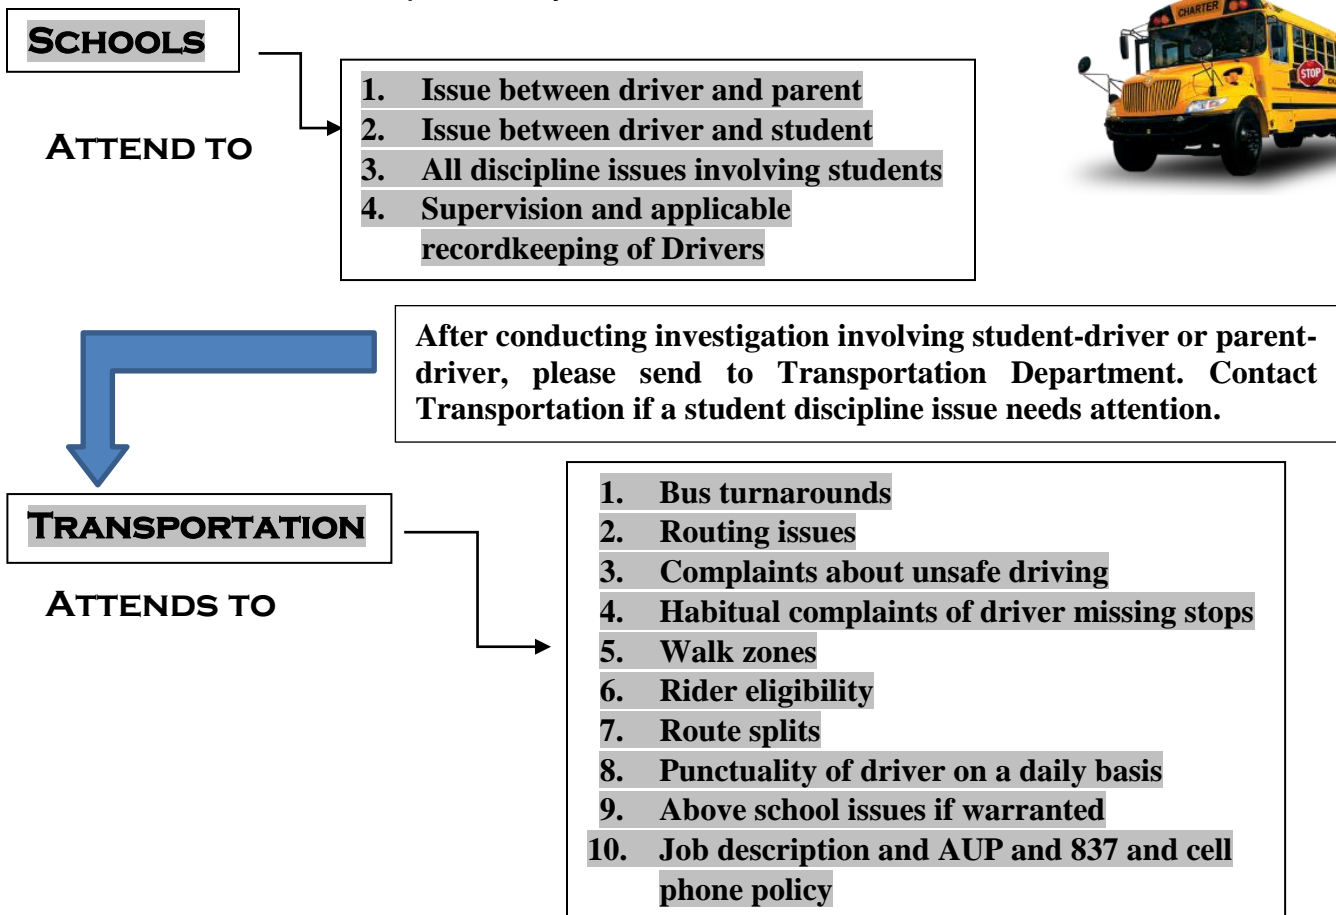 SCHOOLS
ATTEND TO
1. Issue between driver and parent
2. Issue between driver and student
3. All discipline issues involving students
4. Supervision and applicable
recordkeeping of Drivers
CHARTER
STOP
After conducting investigation involving student-driver or parent-
driver, please send to Transportation Department. Contact
Transportation if a student discipline issue needs attention.
TRANSPORTATION
ATTENDS TO
1. Bus turnarounds
2. Routing issues
3. Complaints about unsafe driving
4. Habitual complaints of driver missing stops
5. Walk zones
6. Rider eligibility
7. Route splits
8. Punctuality of driver on a daily basis
9. Above school issues if warranted
10. Job description and AUP and 837 and cell
phone policy